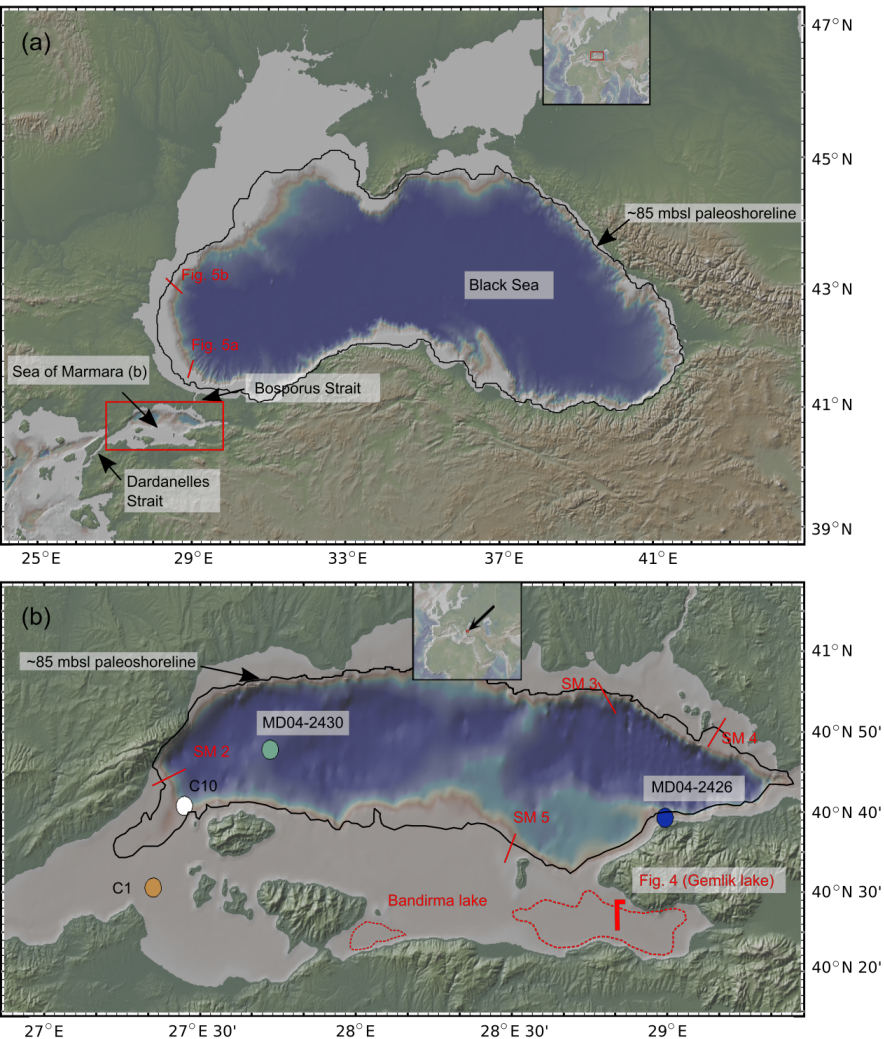 (a)
47° N
45° N
~85 mbsl paleoshoreline
Fig. 5b
Black Sea
43° N
Fig. 5a
Sea of Marmara (b)
Bosporus Strait
41° N
Dardanelles
Strait
39° N
25° E
29° E
33° E
37° E
41° E
(b)
~85 mbsl paleoshoreline
41° N
SM 3
MD04-2430
40° N 50'
SM 4
SM 2
C10
MD04-2426
40° N 40'
SM 5
C1
Fig. 4 (Gemlik lake)
40° N 30'
Bandirma lake
40° N 20'
27° E
27° E 30'
28° E
28° E 30'
29° E